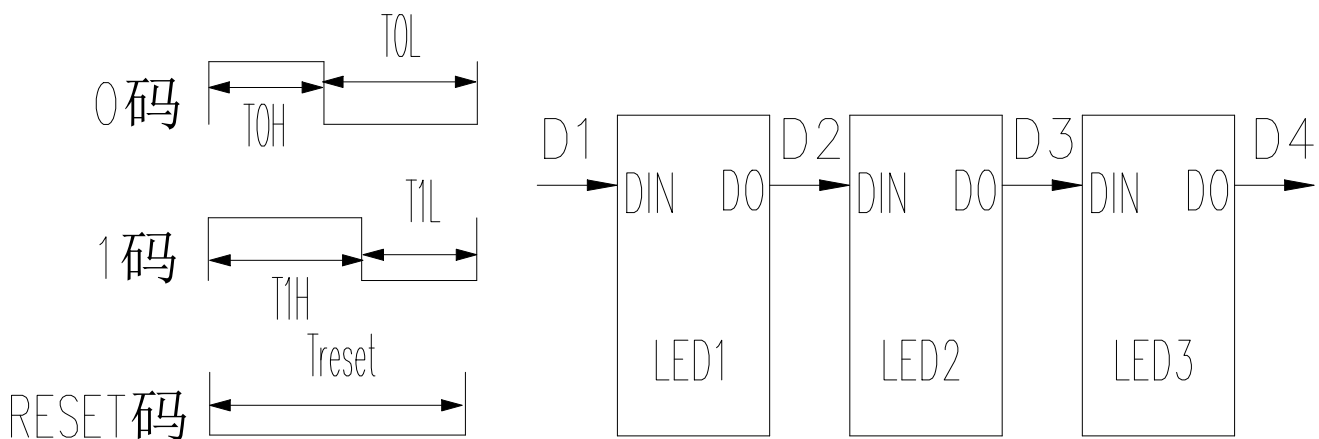 0码
T0H
T0L
1码
T1H
T1L
RESET码
Treset
D1
DIN
DO
LED1
D2
DIN
DO
LED2
D3
DIN
DO
LED3
D4